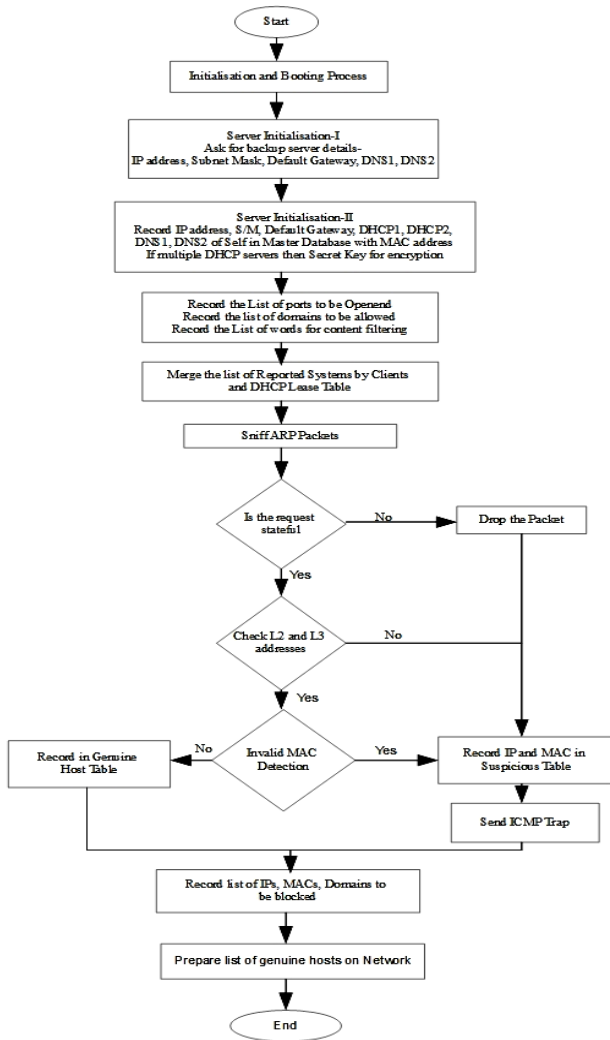 Start
Initialisation and Booting Process
Server Initialisation-I
Ask for backup server details-
IP address, Subnet Mask, Default Gateway, DNS1, DNS2
Server Initialisation-II
Record IP address, S/M, Default Gateway, DHCP1, DHCP2,
DNS1, DNS2 of Self in Master Database with MAC address
If multiple DHCP servers then Secret Key for encryption
Record the List of ports to be Openend
Record the list of domains to be allowed
Record the List of words for content filtering
Merge the list of Reported Systems by Clients
and DHCP Lease Table
Sniff ARP Packets
Is the request
stateful
No
Drop the Packet
Yes
Check L2 and L3
addresses
No
Yes
Invalid MAC
Detection
No
Yes
Record in Genuine
Host Table
Record IP and MAC in
Suspicious Table
Send ICMP Trap
Record list of IPs, MACs, Domains to
be blocked
Prepare list of genuine hosts on Network
End